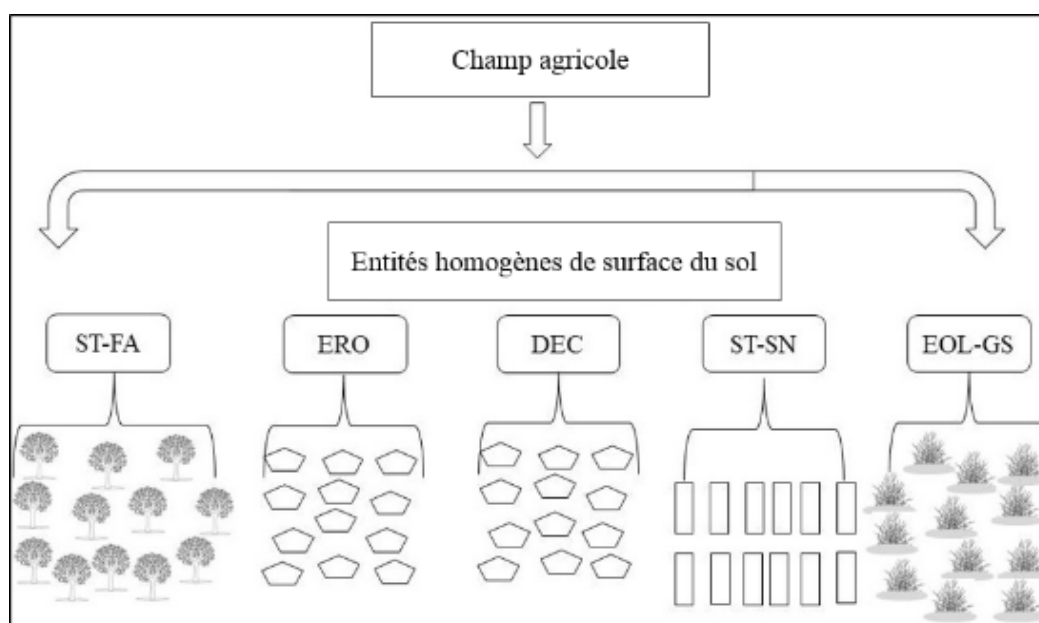 Champ agricole
Entités homogènes de surface du sol
ST-FA
ERO
DEC
ST-SN
EOL-GS